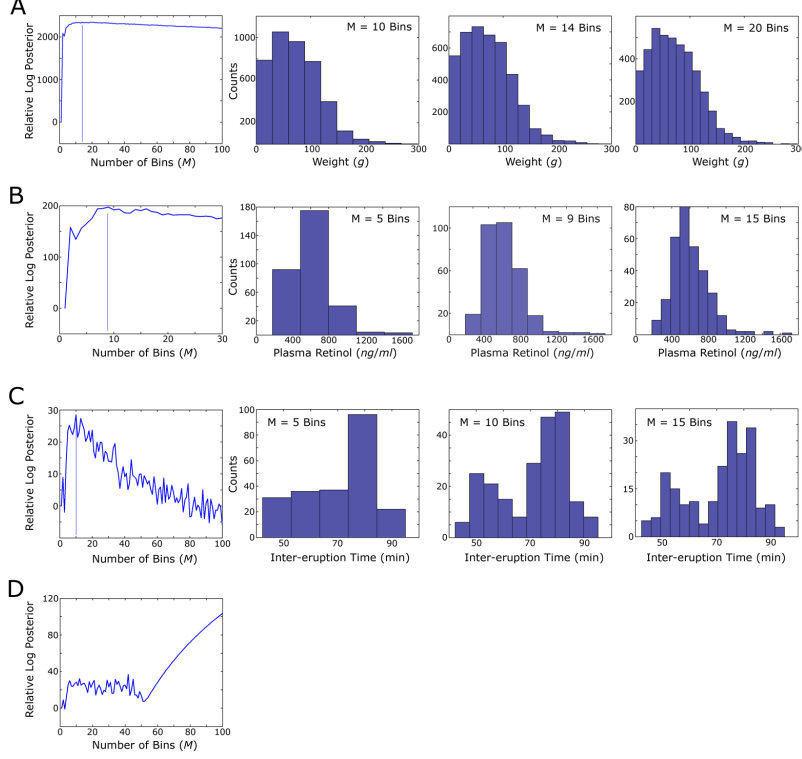 A
Relative Log Posterior
2000
1000
0
0 20 40 60 80 100
Number of Bins (M)
M = 10 Bins
Counts
1000
600
200
0 100 200 300
Weight (g)
M = 14 Bins
600
400
200
0 100 200 300
Weight (g)
M = 20 Bins
400
200
0 100 200 30
Weight (g)
B
Relative Log Posterior
200
100
0
0 10 20 30
Number of Bins (M)
M = 5 Bins
Counts
180
140
100
60
20
400 800 1200 1600
Plasma Retinol (ng/ml)
M = 9 Bins
100
60
20
400 800 1200 1600
Plasma Retinol (ng/ml)
M = 15 Bins
80
60
40
20
400 800 1200 1600
Plasma Retinol (ng/ml)
C
Relative Log Posterior
30
20
10
0
0 20 40 60 80 100
Number of Bins (M)
M = 5 Bins
Counts
100
80
60
40
20
0
50 70 90
Inter-eruption Time (min)
M = 10 Bins
40
20
0
50 70 90
Inter-eruption Time (min)
M = 15 Bins
30
15
0
50 70 90
Inter-eruption Time (min)
D
Relative Log Posterior
120
80
40
0
0 20 40 60 80 100
Number of Bins (M)